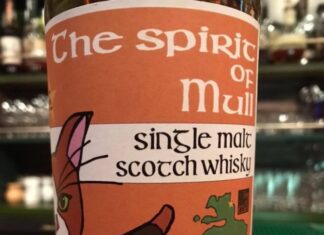 The spirit
of
Mull
single malt
scotch whisky